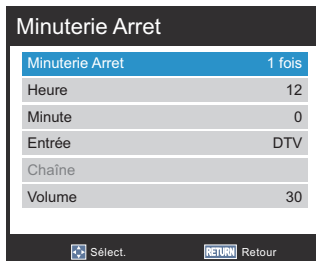 Minuterie Arret
Minuterie Arret 1 fois
Heure 12
Minute 0
Entrée DTV
Chaîne
Volume 30
Sélect. RETURN Retour